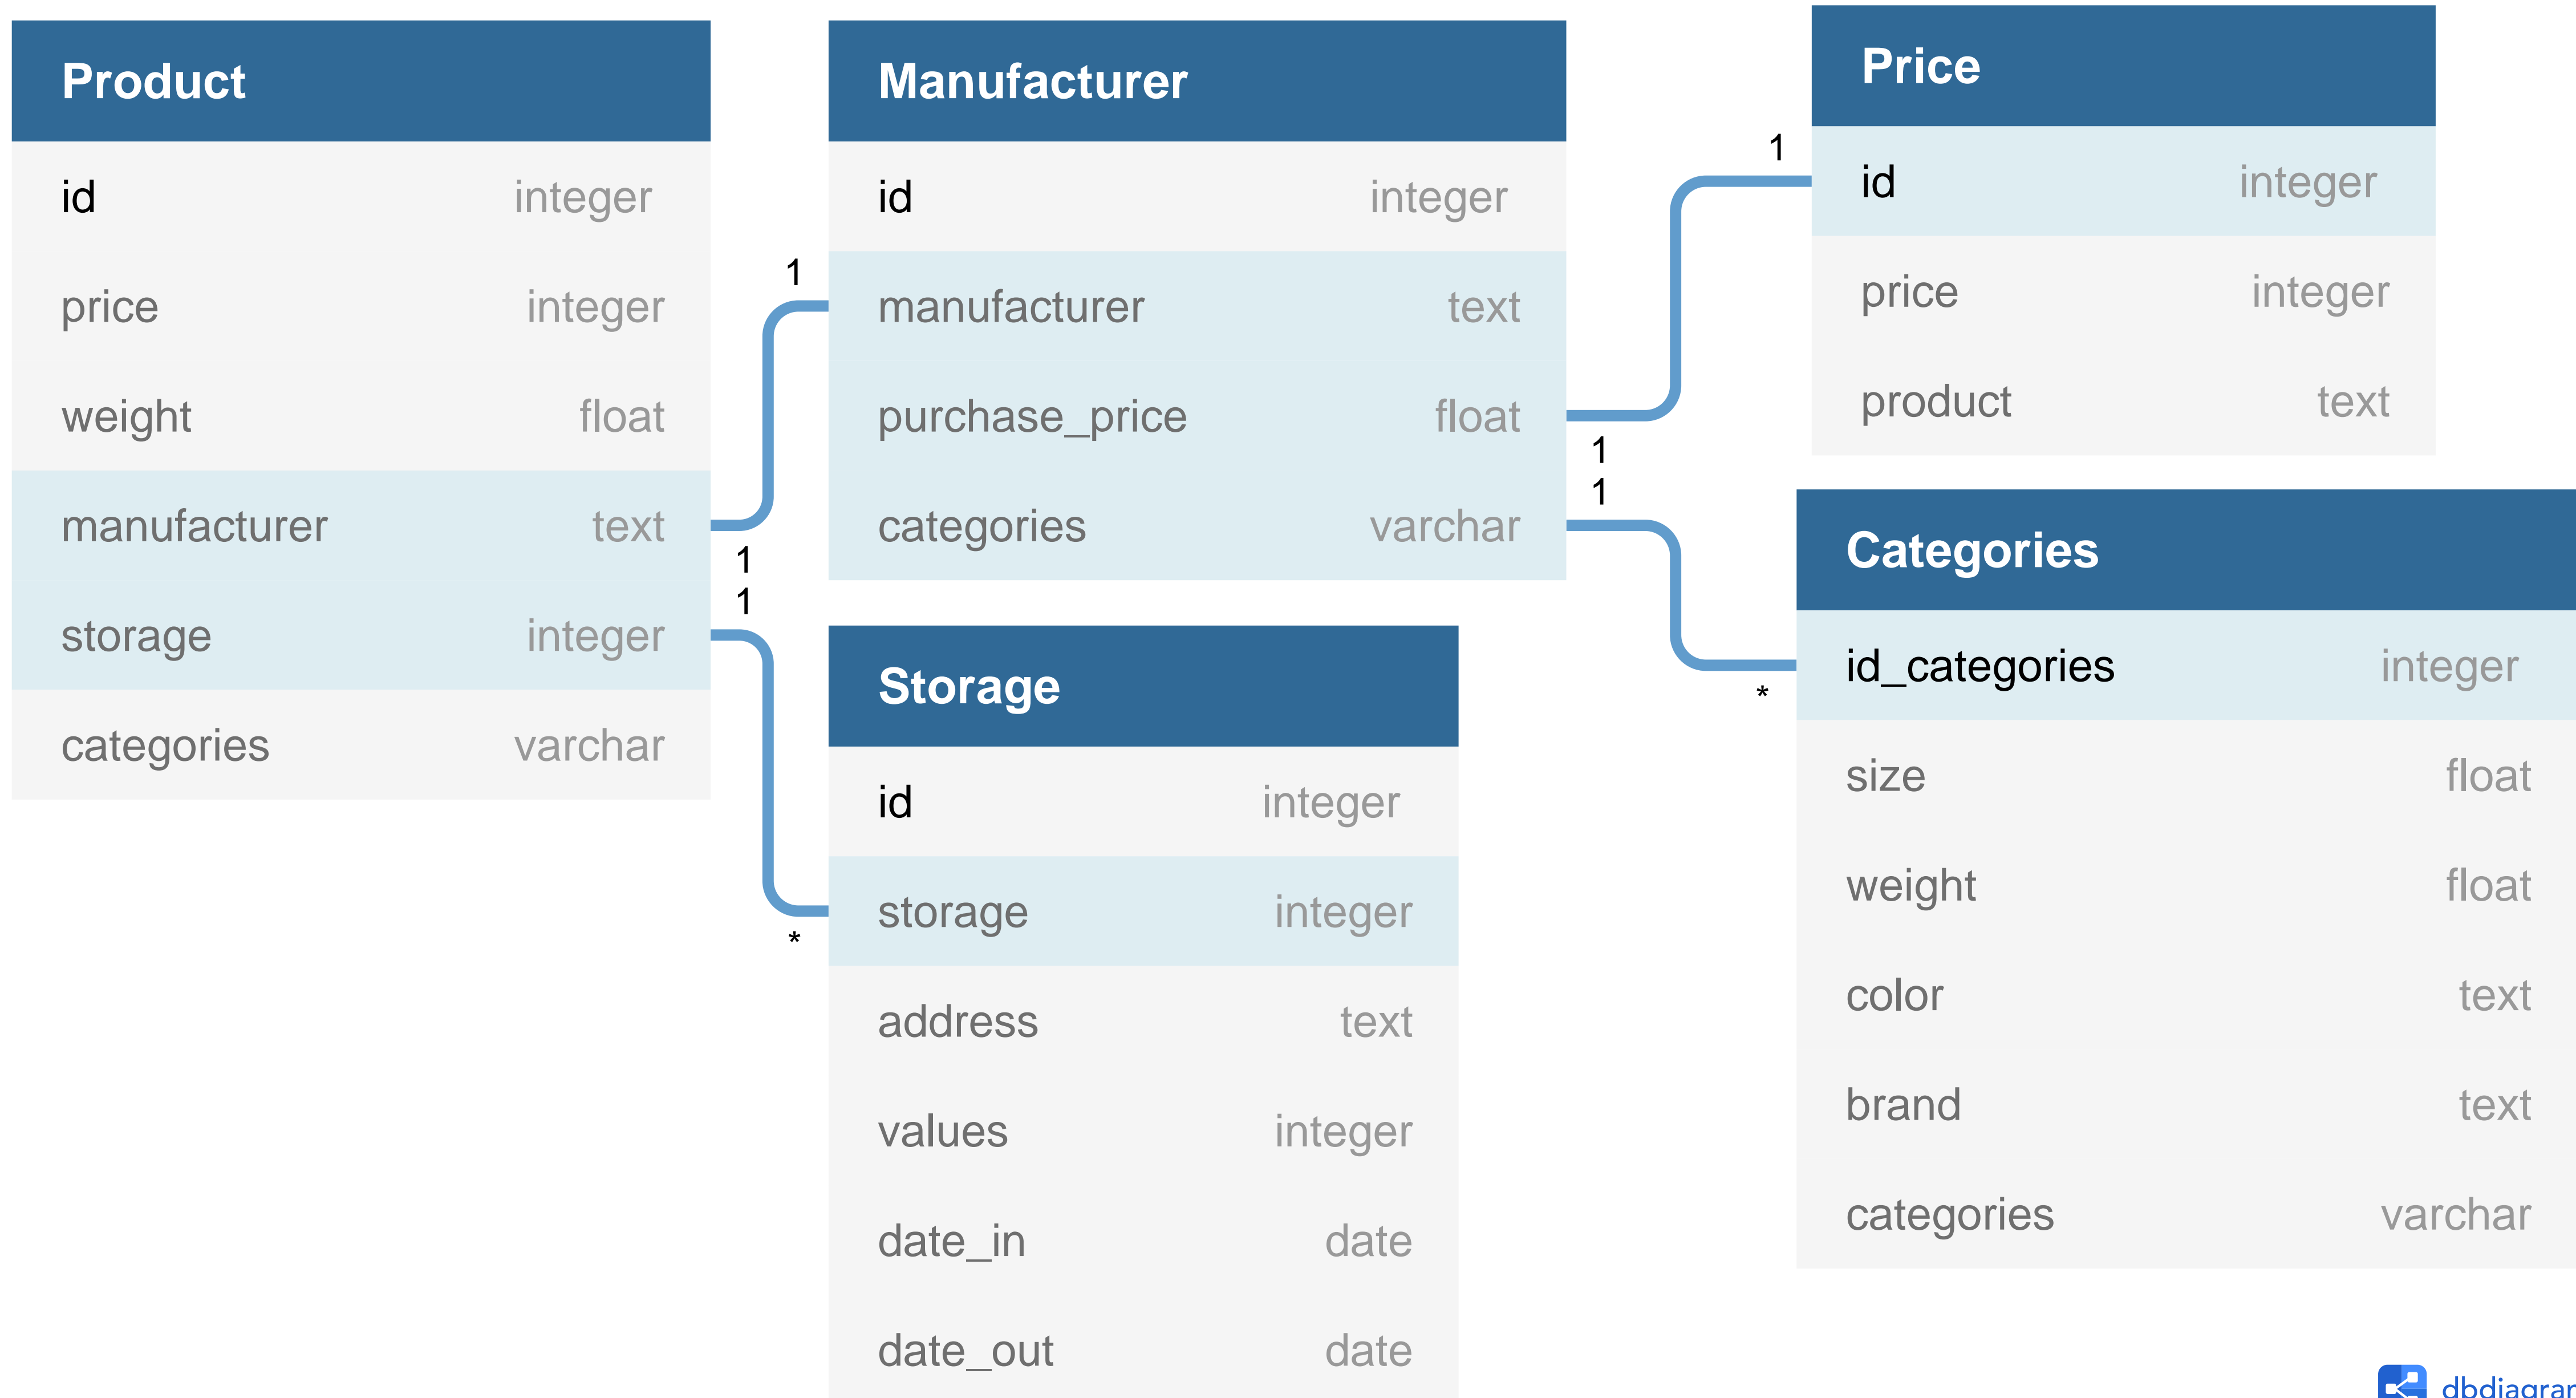 Product
id integer
price integer
weight float
manufacturer text
storage integer
categories varchar
1
1
1
*
Manufacturer
id integer
manufacturer text
purchase_price float
categories varchar
1
1
1
*
Storage
id integer
storage integer
address text
values integer
date_in date
date_out date
Price
id integer
price integer
product text
Categories
id_categories integer
size float
weight float
color text
brand text
categories varchar